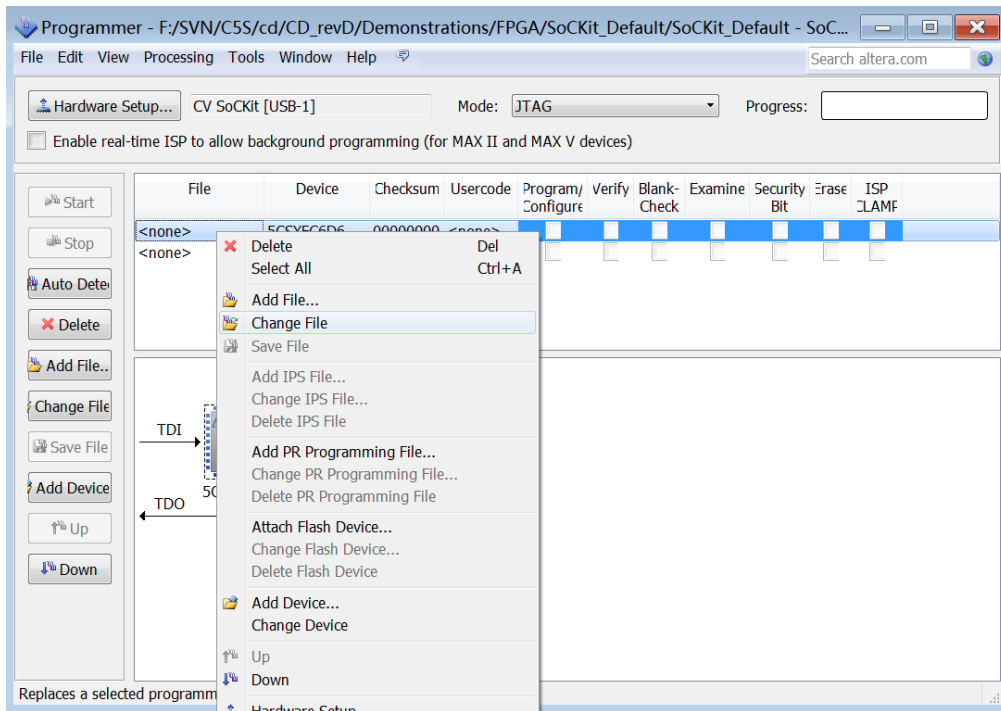 Programmer - F:/SVN/C5S/cd/CD_revD/Demonstrations/FPGA/SoCKit_Default/SoCKit_Default - SoC...
File Edit View Processing Tools Window Help
Search altera.com
Hardware Setup... CV SoCKit [USB-1] Mode: JTAG Progress:
Enable real-time ISP to allow background programming (for MAX II and MAX V devices)
File Device Checksum Usercode Program/ Verify Blank- Examine Security Erase ISP
Configure Check Bit CLAMP
<none> 5CSXFC6D6 00000000 <none>
<none>
Start
Stop
Auto Dete
Delete
Add File..
Change File
Save File
Add Device
Up
Down
Delete Del
Select All Ctrl+A
Add File...
Change File
Save File
Add IPS File...
Change IPS File...
Delete IPS File
Add PR Programming File...
Change PR Programming File...
Delete PR Programming File
Attach Flash Device...
Change Flash Device...
Delete Flash Device
Add Device...
Change Device
Up
Down
Hardware Setup
TDI
TDO
5C
Replaces a selected programm